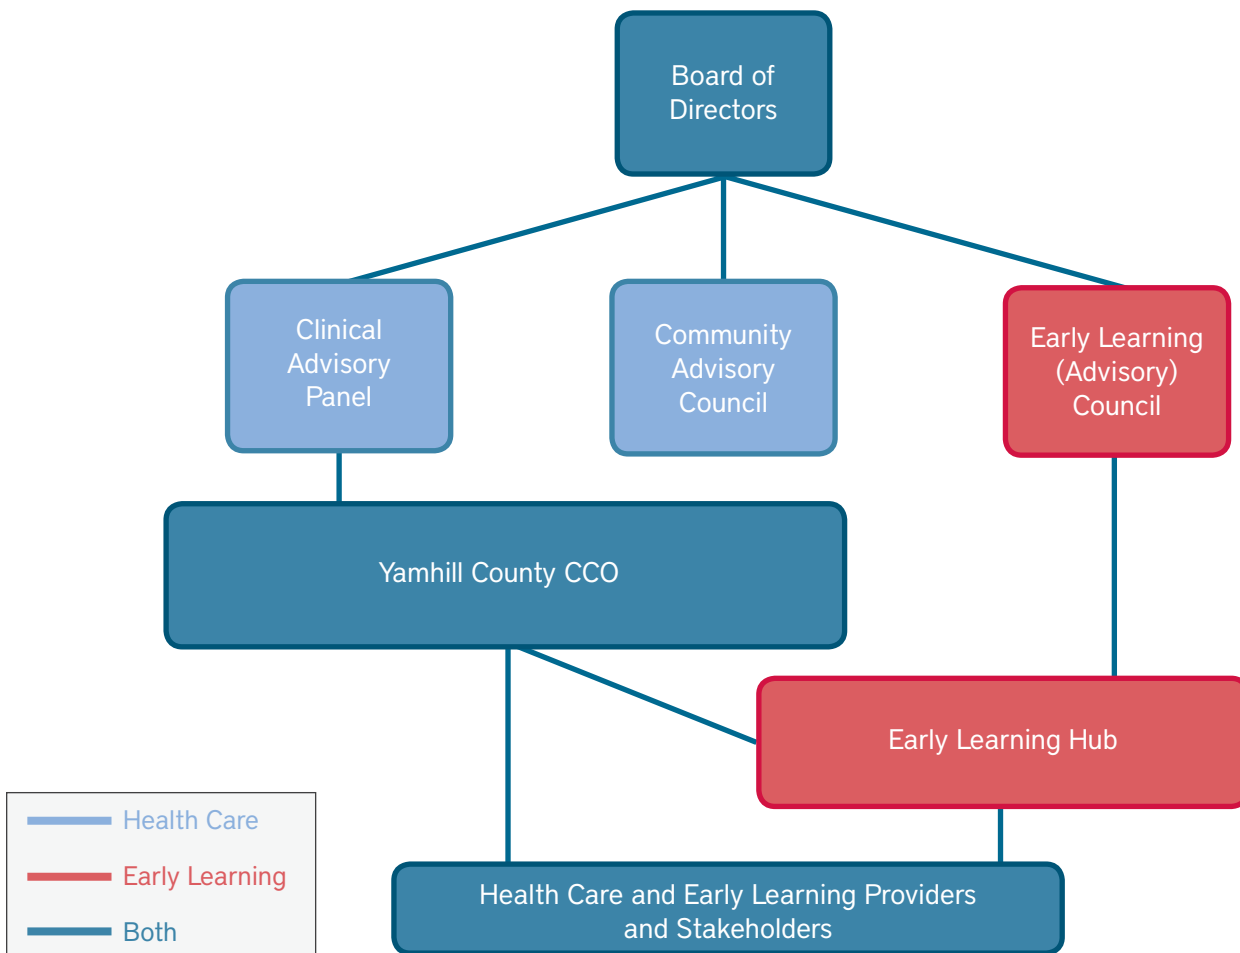 Board of
Directors
Clinical
Advisory
Panel
Community
Advisory
Council
Early Learning
(Advisory)
Council
Yamhill County CCO
Early Learning Hub
Health Care
Early Learning
Both
Health Care and Early Learning Providers
and Stakeholders